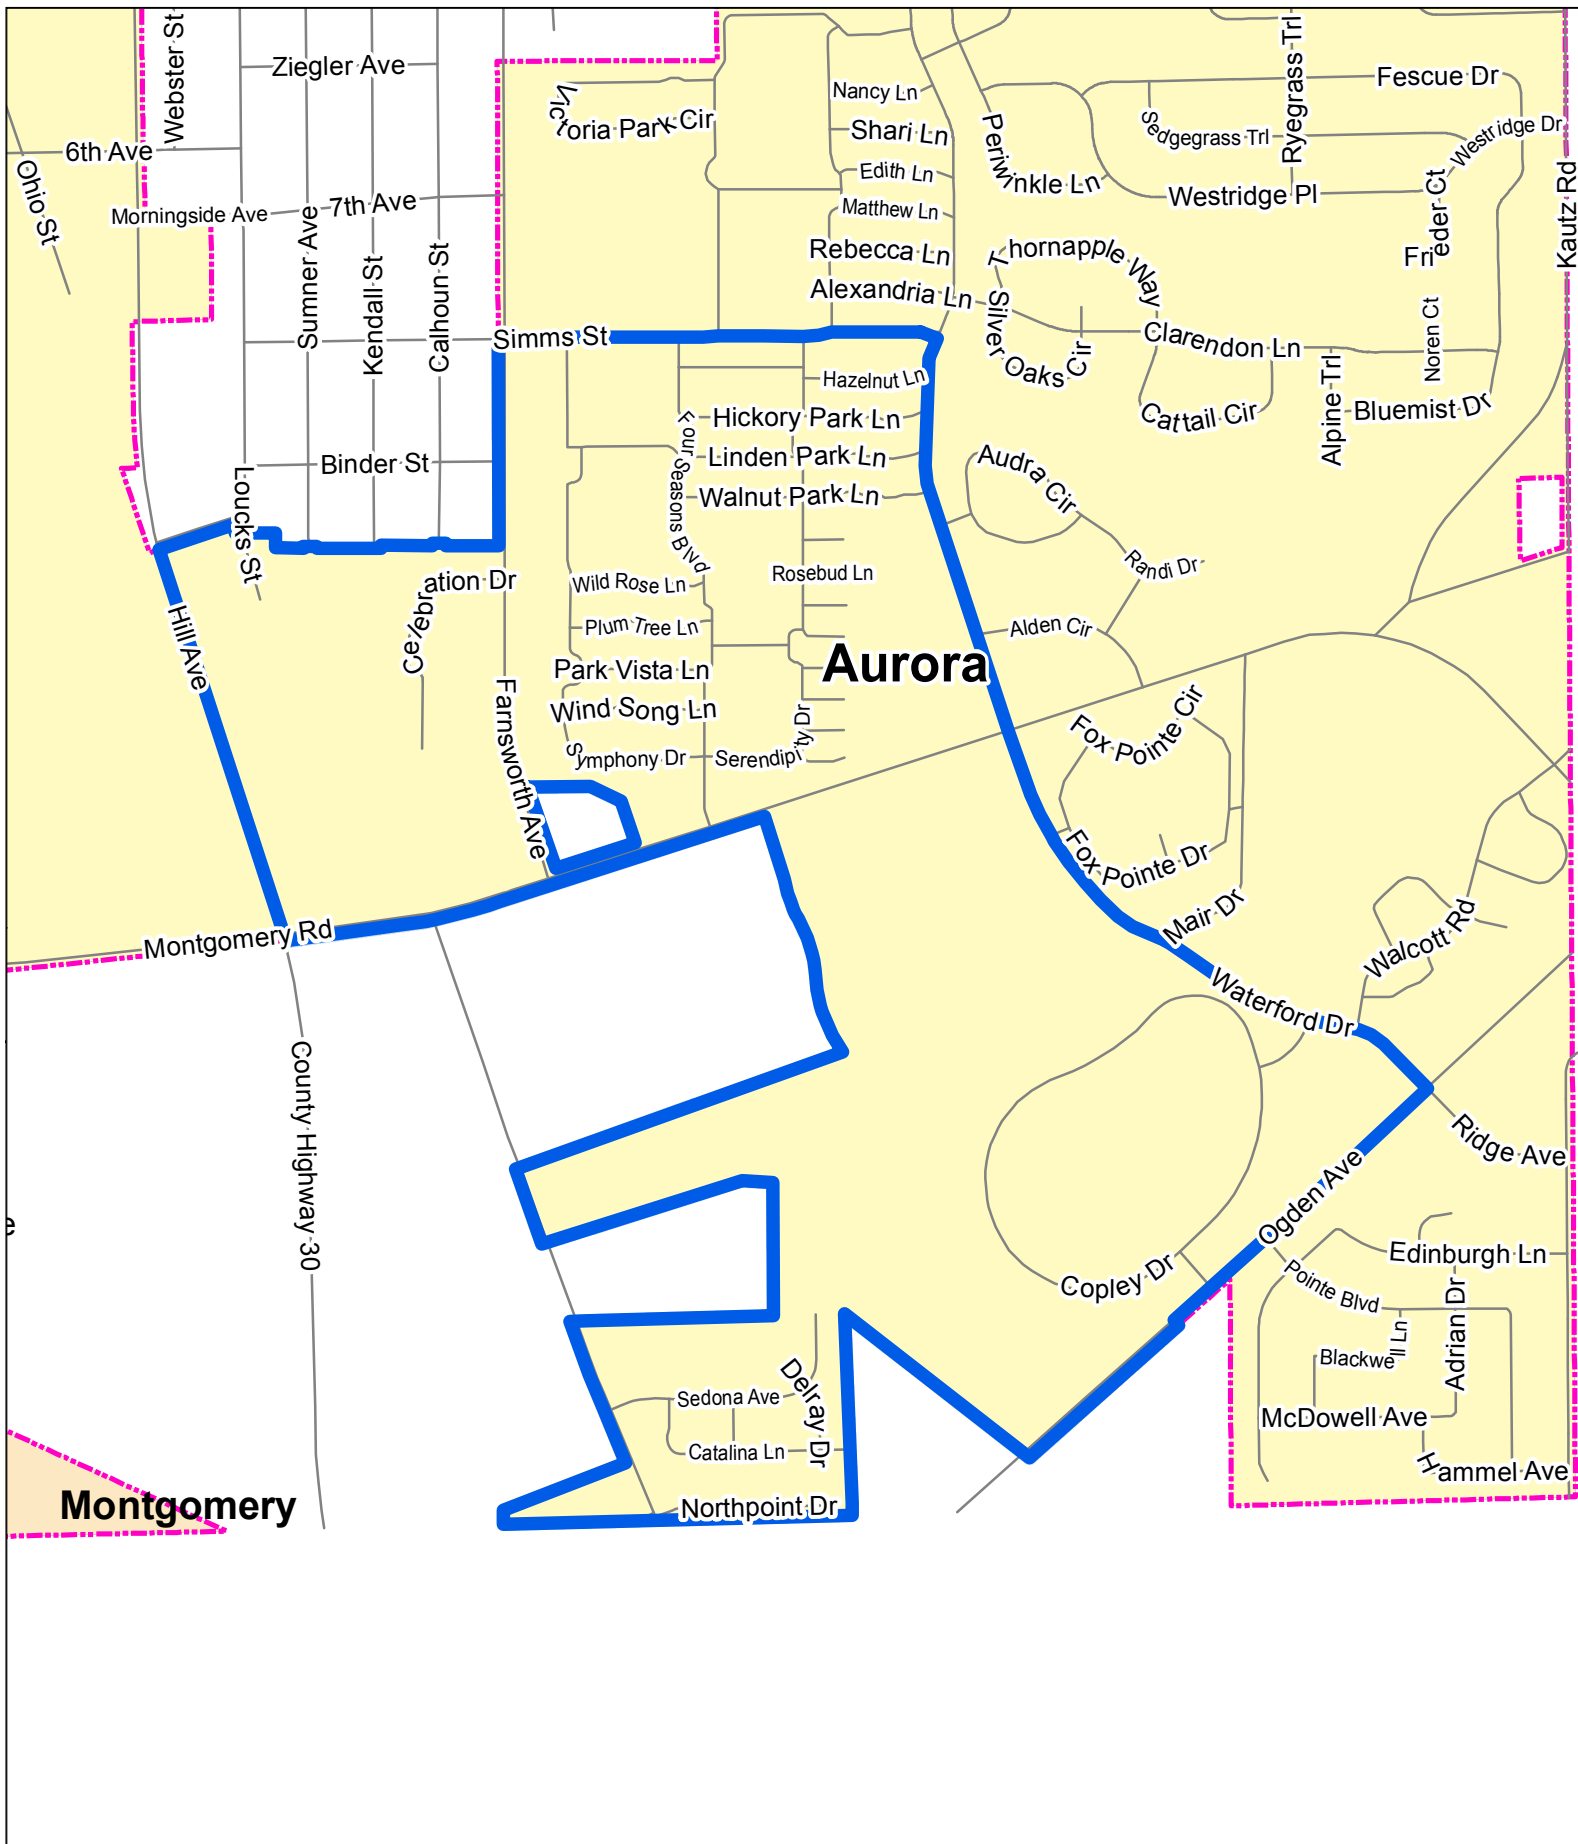 Webster St
Ziegler Ave
Victoria Park Cir
Nancy Ln
Shari Ln
Edith Ln
Matthew Ln
Rebecca Ln
Alexandria Ln
Periwinkle Ln
Sedgegrass Trl
Ryegrass Trl
Fescue Dr
Westridge Dr
Westridge Pl
Frieder Ct
Kautz Rd
6th Ave
Ohio St
Morningside Ave
7th Ave
Sumner Ave
Kendall St
Calhoun St
Thornapple Way
Silver Oaks Cir
Clarendon Ln
Noren Ct
Alpine Trl
Bluemist Dr
Cattail Cir
Simms St
Hazelnut Ln
Hickory Park Ln
Linden Park Ln
Walnut Park Ln
Four Seasons Blvd
Binder St
Loucks St
Audra Cir
Randi Dr
Alden Cir
Celebration Dr
Wild Rose Ln
Rosebud Ln
Plum Tree Ln
Park Vista Ln
Wind Song Ln
Symphony Dr
Serendipity Dr
Aurora
Hill Ave
Farnsworth Ave
Fox Pointe Cir
Fox Pointe Dr
Mair Dr
Walcott Rd
Waterford Dr
Montgomery Rd
County Highway 30
Ridge Ave
Ogden Ave
Copley Dr
Edinburgh Ln
Pointe Blvd
Blackwell Ln
Adrian Dr
McDowell Ave
Hammel Ave
Sedona Ave
Delray Dr
Catalina Ln
Northpoint Dr
Montgomery